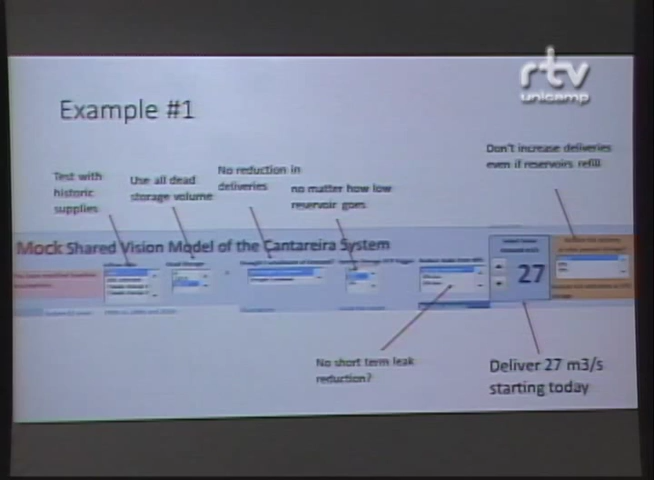 rtv
unicamp
Example #1
Test with
historic
supplies
Use all dead
storage volume
No reduction in
deliveries
no matter how low
reservoir goes
Don't increase deliveries
even if reservoirs refill
Mock Shared Vision Model of the Cantareira System
27
No short term leak
reduction?
Deliver 27 m3/s
starting today